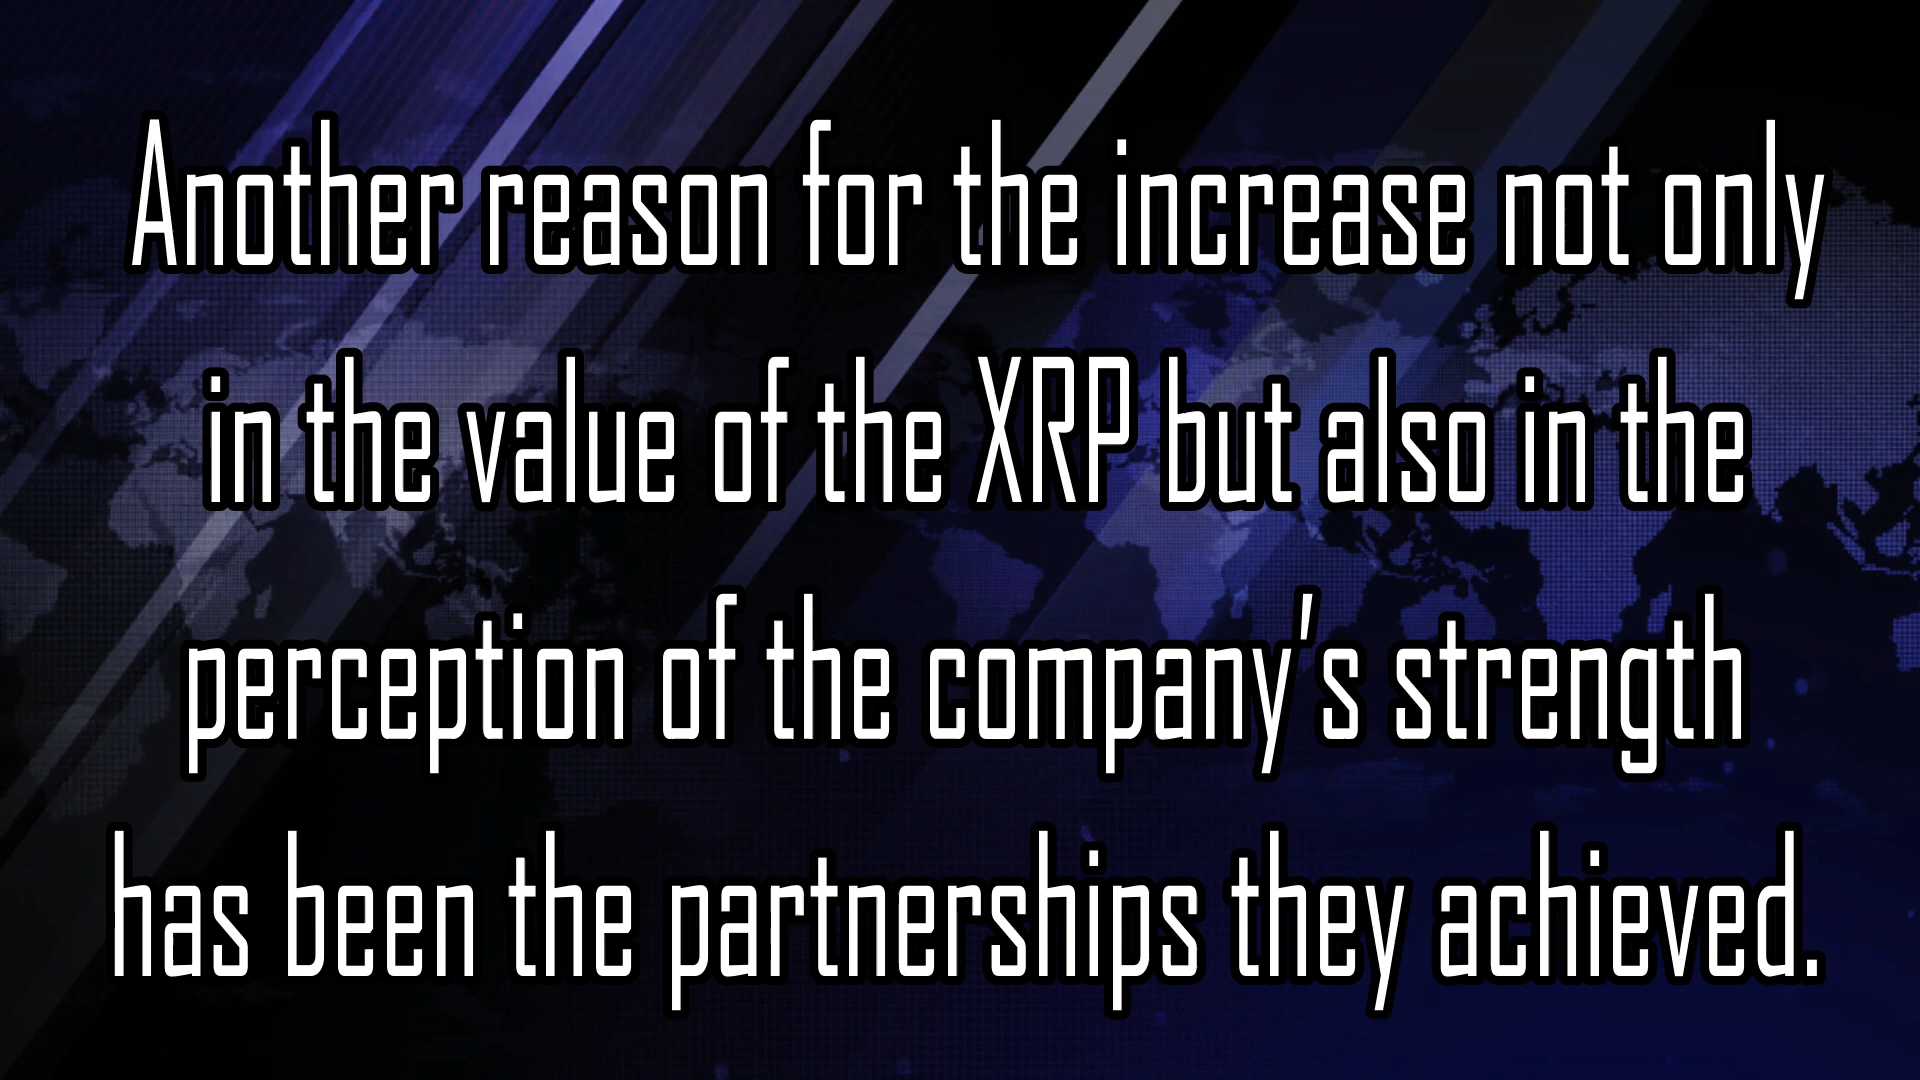 Another reason for the increase not only
in the value of the XRP but also in the
perception of the company's strength
has been the partnerships they achieved.